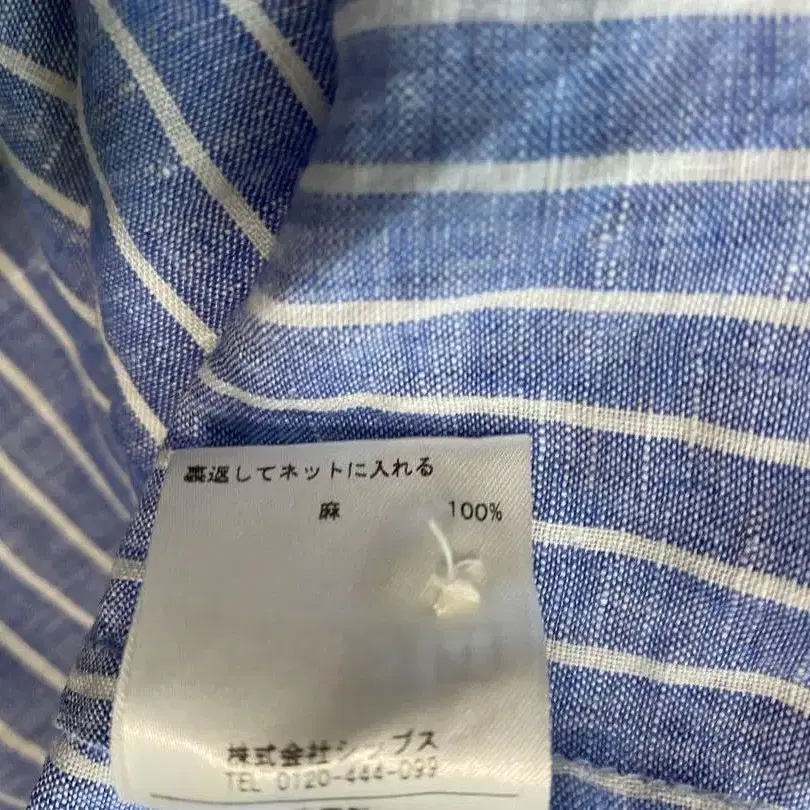 裏返してネットに入れる
麻 100%
株式会社シップス
TEL 0120-444-099